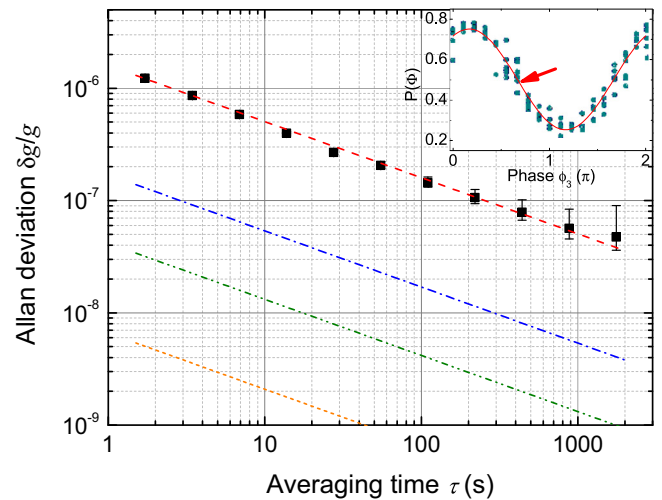 0.8
0.6
0.4
0.2
P(Φ)
0 1 2
Phase ϕ₃ (π)
10⁻⁶
10⁻⁷
10⁻⁸
10⁻⁹
Allan deviation δg/g
1 10 100 1000
Averaging time τ (s)